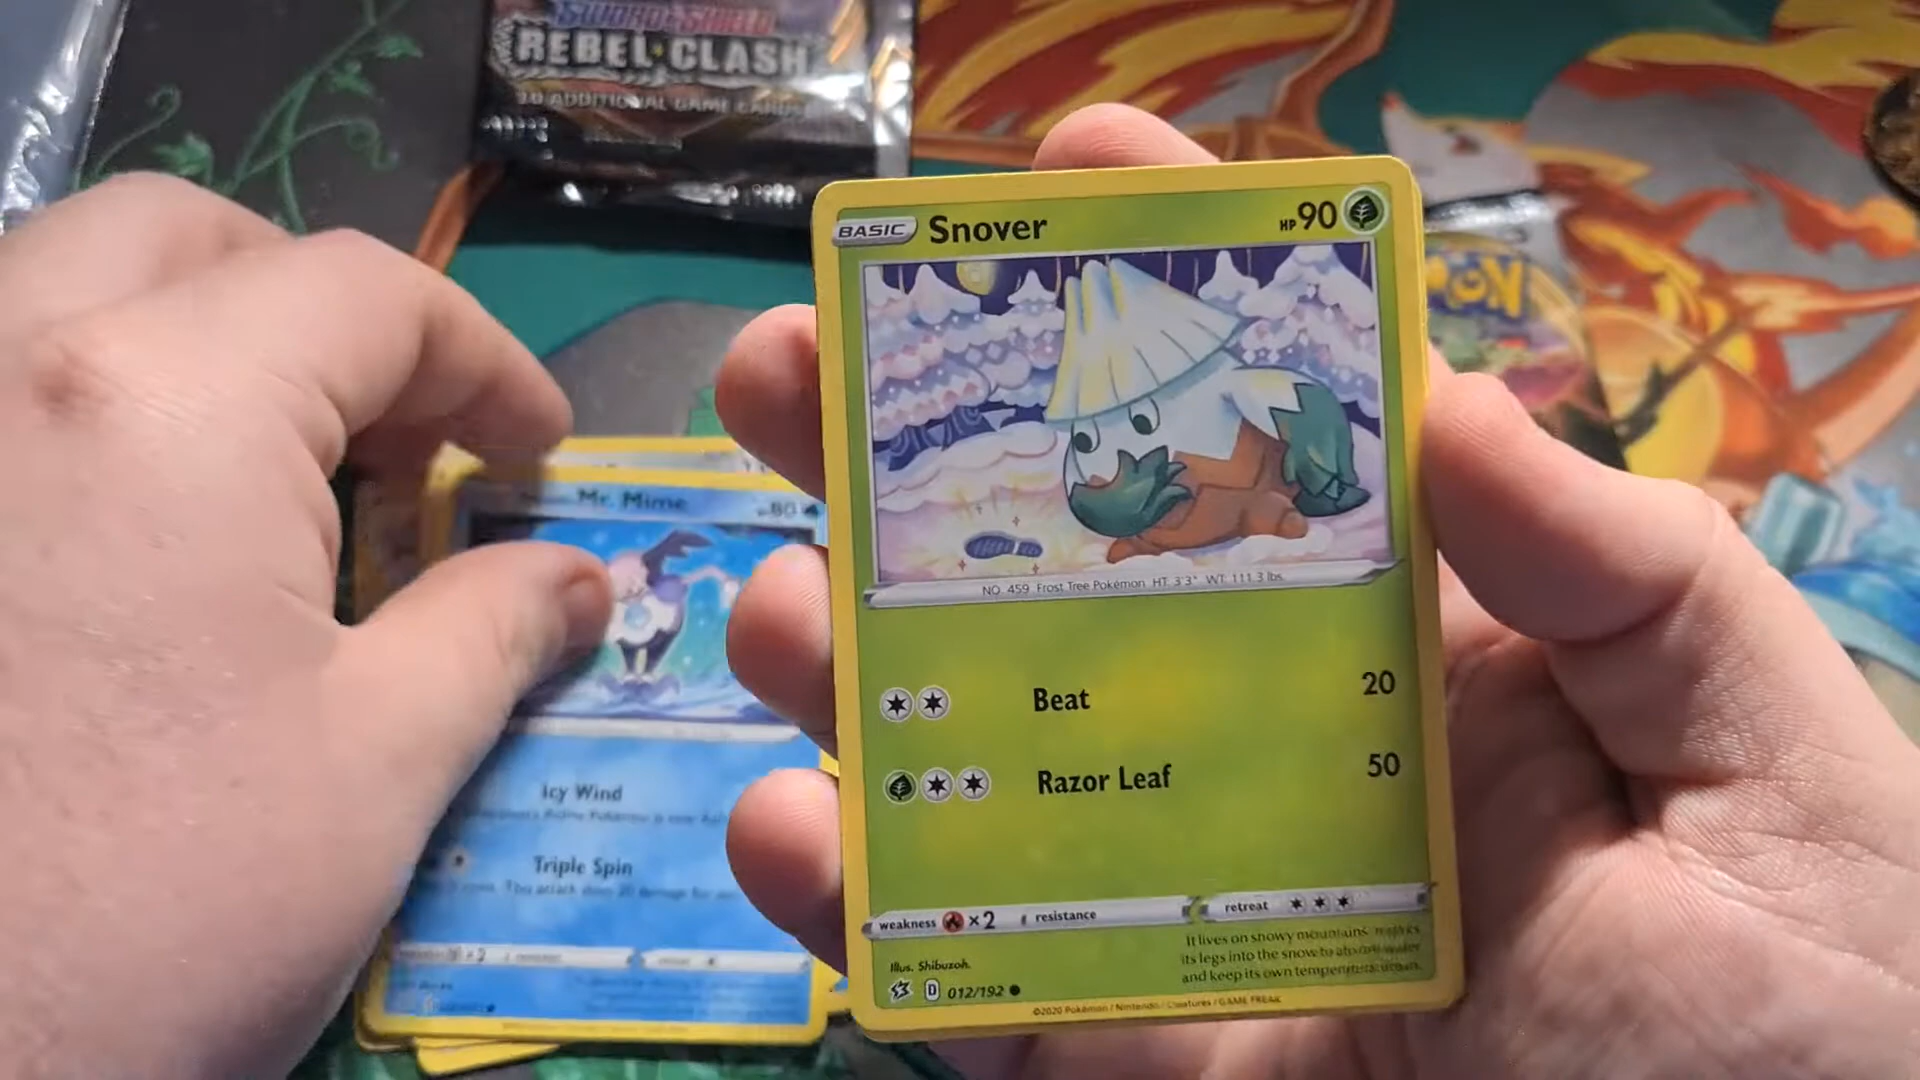 SWORD & SHIELD
REBEL CLASH
10 ADDITIONAL GAME CARDS
BASIC Snover HP 90
NO. 459 Frost Tree Pokémon HT: 3'3" WT: 111.3 lbs.
Beat 20
Razor Leaf 50
weakness ×2 resistance retreat
It lives on snowy mountains.
its legs into the snow to absorb water
and keep its own temperature down.
Illus. Shibuzoh.
D 012/192
©2020 Pokémon / Nintendo / Creatures / GAME FREAK
Mr. Mime 80
Icy Wind
Triple Spin